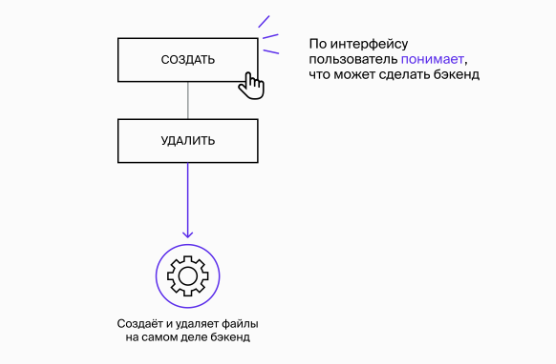 СОЗДАТЬ
По интерфейсу
пользователь понимает,
что может сделать бэкенд
УДАЛИТЬ
Создаёт и удаляет файлы
на самом деле бэкенд